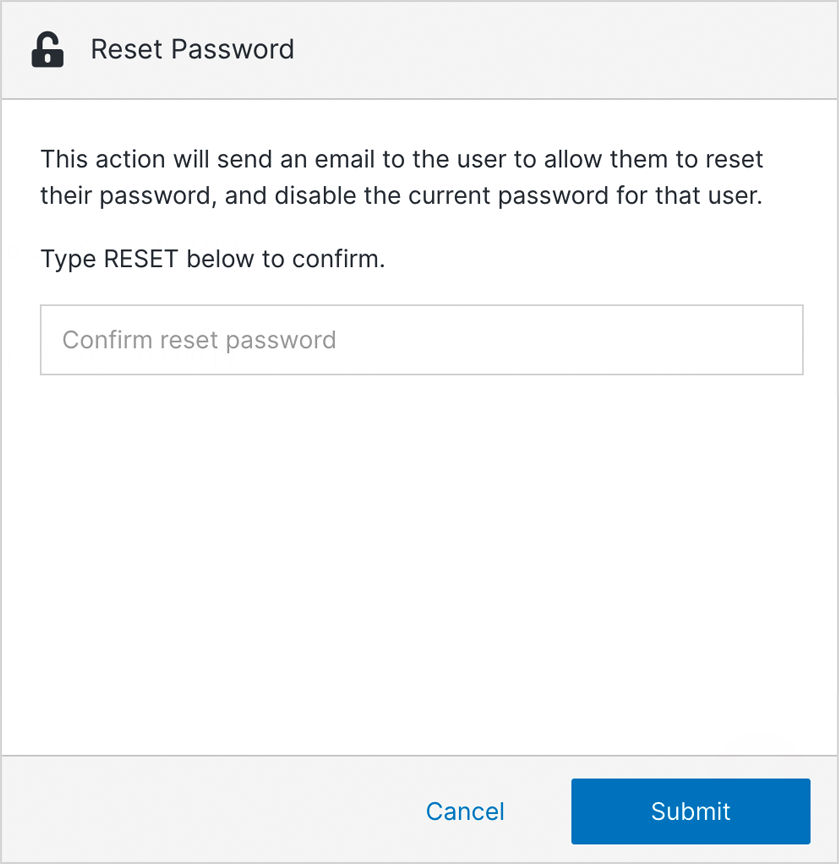 Reset Password
This action will send an email to the user to allow them to reset
their password, and disable the current password for that user.
Type RESET below to confirm.
Confirm reset password
Cancel
Submit